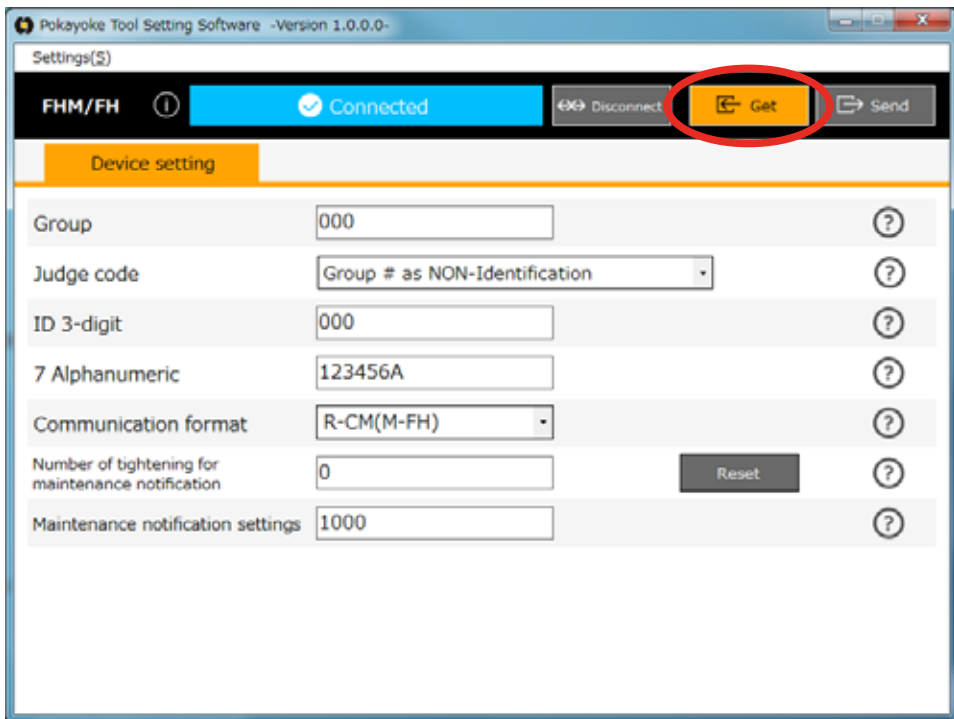 Pokayoke Tool Setting Software -Version 1.0.0.0-
Settings(S)
FHM/FH
Connected
Disconnect
Get
Send
Device setting
Group
000
?
Judge code
Group # as NON-Identification
?
ID 3-digit
000
?
7 Alphanumeric
123456A
?
Communication format
R-CM(M-FH)
?
Number of tightening for
maintenance notification
0
Reset
?
Maintenance notification settings
1000
?